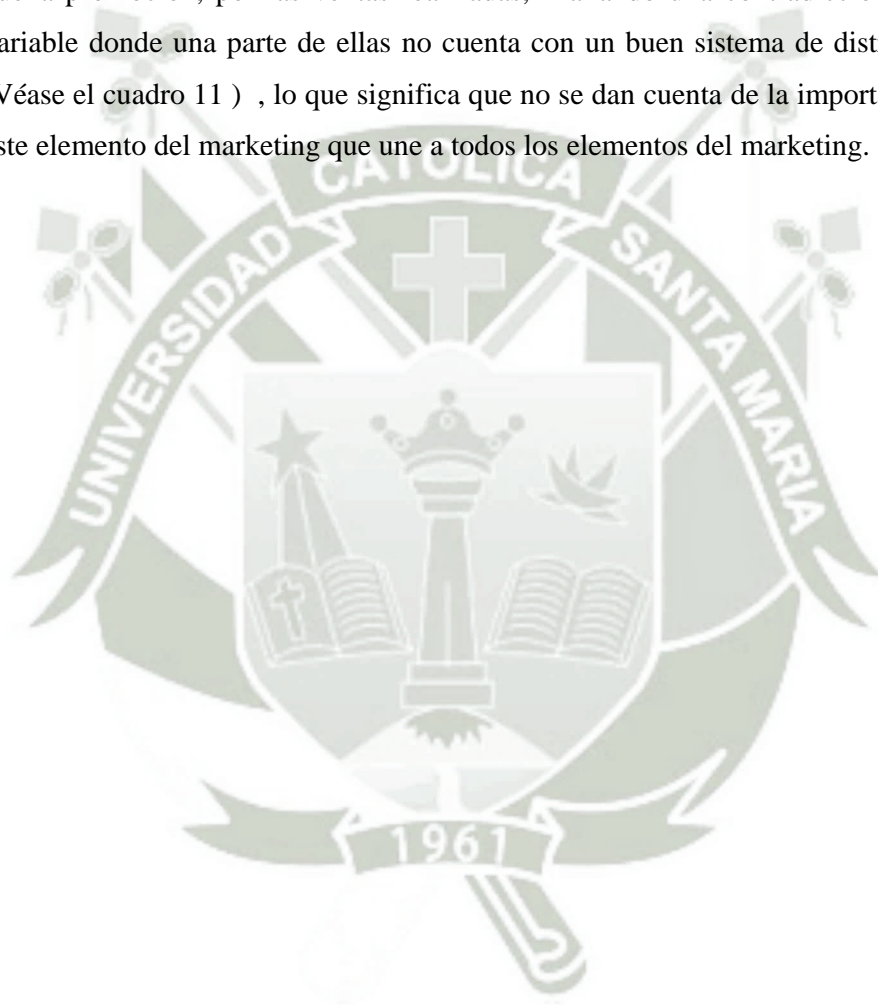 ariable donde una parte de ellas no cuenta con un buen sistema de dist
Véase el cuadro 11 ) , lo que significa que no se dan cuenta de la import
ste elemento del marketing que une a todos los elementos del marketing.
CATOLICA
UNIVERSIDAD
SANTA MARIA
1961